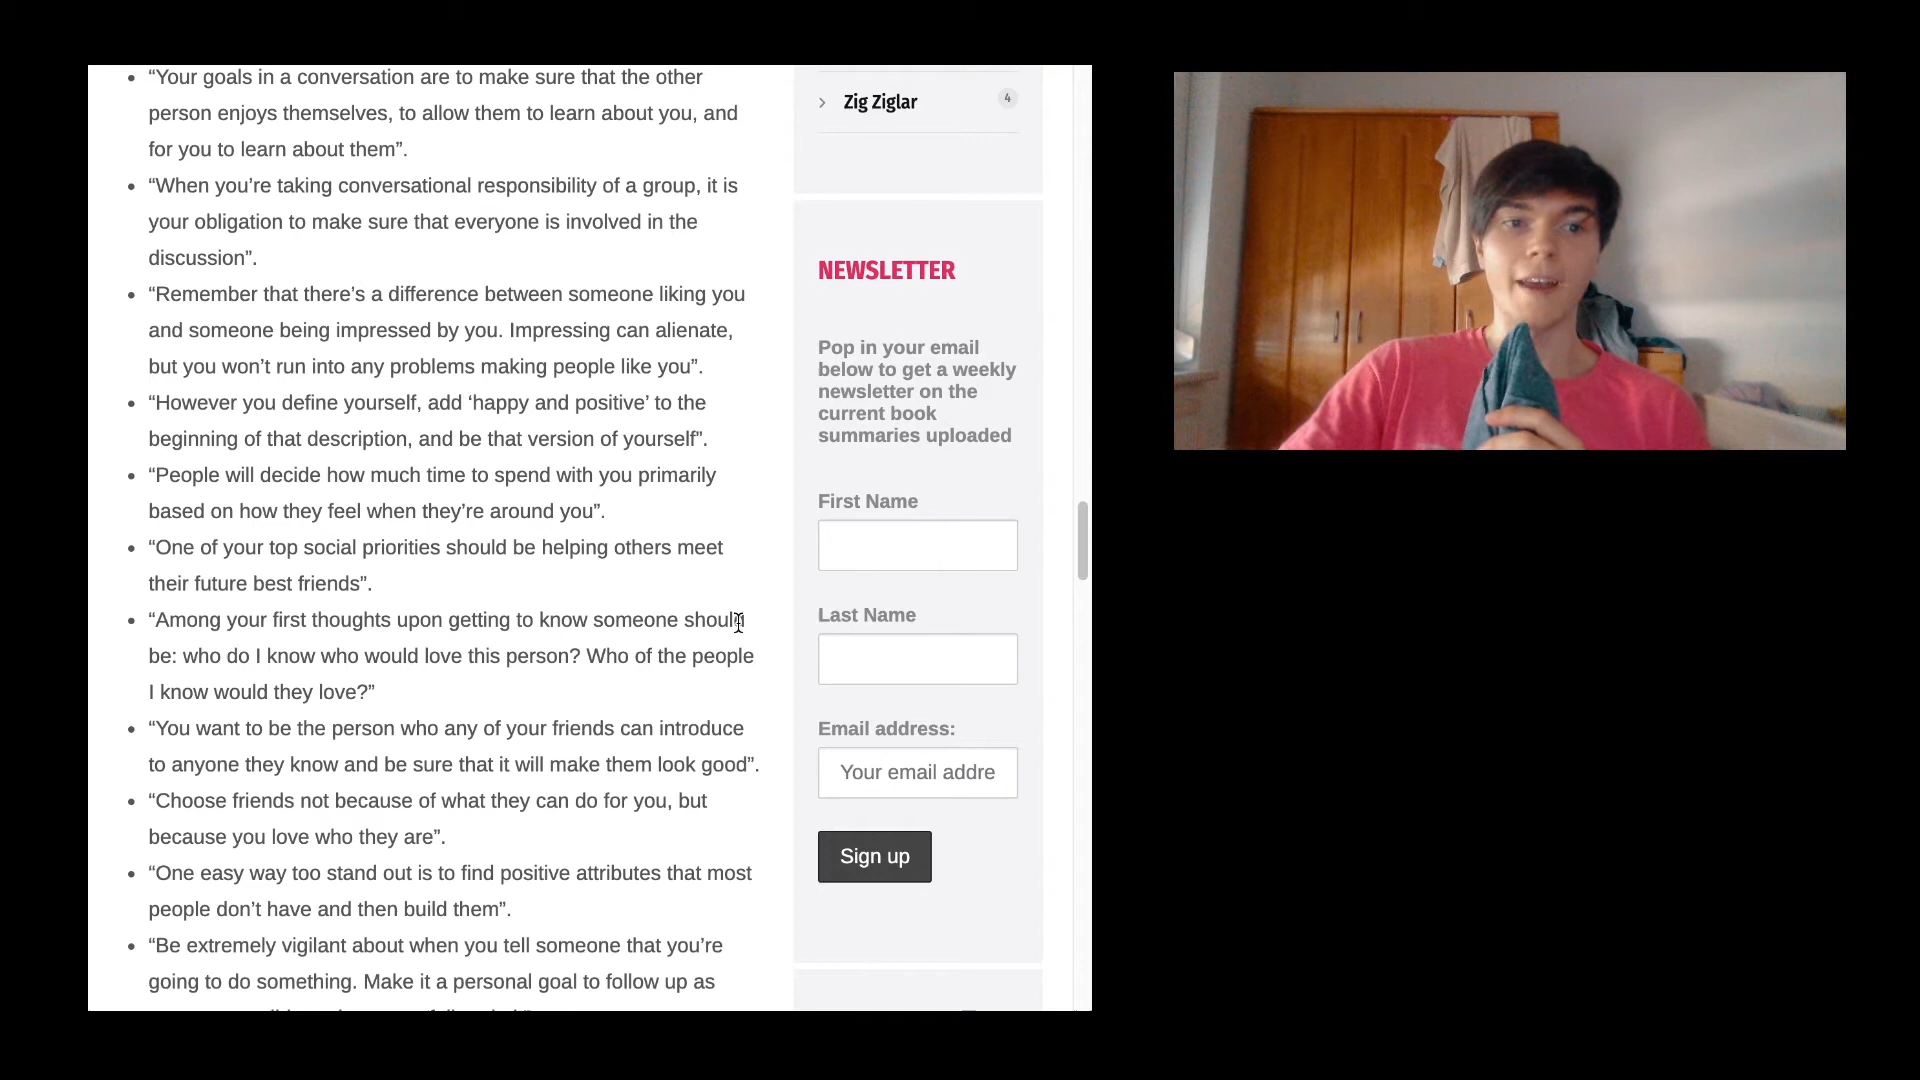 “Your goals in a conversation are to make sure that the other
person enjoys themselves, to allow them to learn about you, and
for you to learn about them”.
“When you’re taking conversational responsibility of a group, it is
your obligation to make sure that everyone is involved in the
discussion”.
“Remember that there’s a difference between someone liking you
and someone being impressed by you. Impressing can alienate,
but you won’t run into any problems making people like you”.
“However you define yourself, add ‘happy and positive’ to the
beginning of that description, and be that version of yourself”.
“People will decide how much time to spend with you primarily
based on how they feel when they’re around you”.
“One of your top social priorities should be helping others meet
their future best friends”.
“Among your first thoughts upon getting to know someone should
be: who do I know who would love this person? Who of the people
I know would they love?”
“You want to be the person who any of your friends can introduce
to anyone they know and be sure that it will make them look good”.
“Choose friends not because of what they can do for you, but
because you love who they are”.
“One easy way too stand out is to find positive attributes that most
people don’t have and then build them”.
“Be extremely vigilant about when you tell someone that you’re
going to do something. Make it a personal goal to follow up as
Zig Ziglar
4
NEWSLETTER
Pop in your email
below to get a weekly
newsletter on the
current book
summaries uploaded
First Name
Last Name
Email address:
Your email addre
Sign up